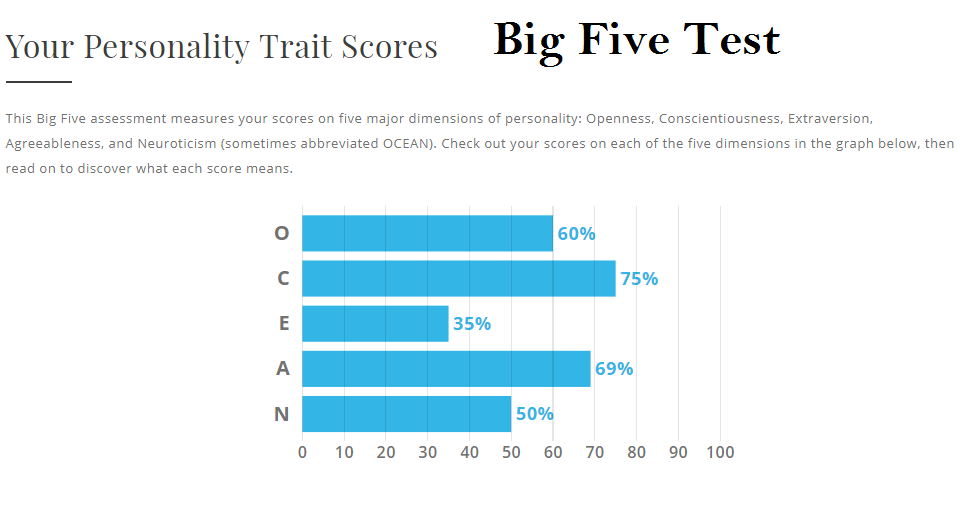 Your Personality Trait Scores
Big Five Test
This Big Five assessment measures your scores on five major dimensions of personality: Openness, Conscientiousness, Extraversion,
Agreeableness, and Neuroticism (sometimes abbreviated OCEAN). Check out your scores on each of the five dimensions in the graph below, then
read on to discover what each score means.
O 60%
C 75%
E 35%
A 69%
N 50%
0 10 20 30 40 50 60 70 80 90 100